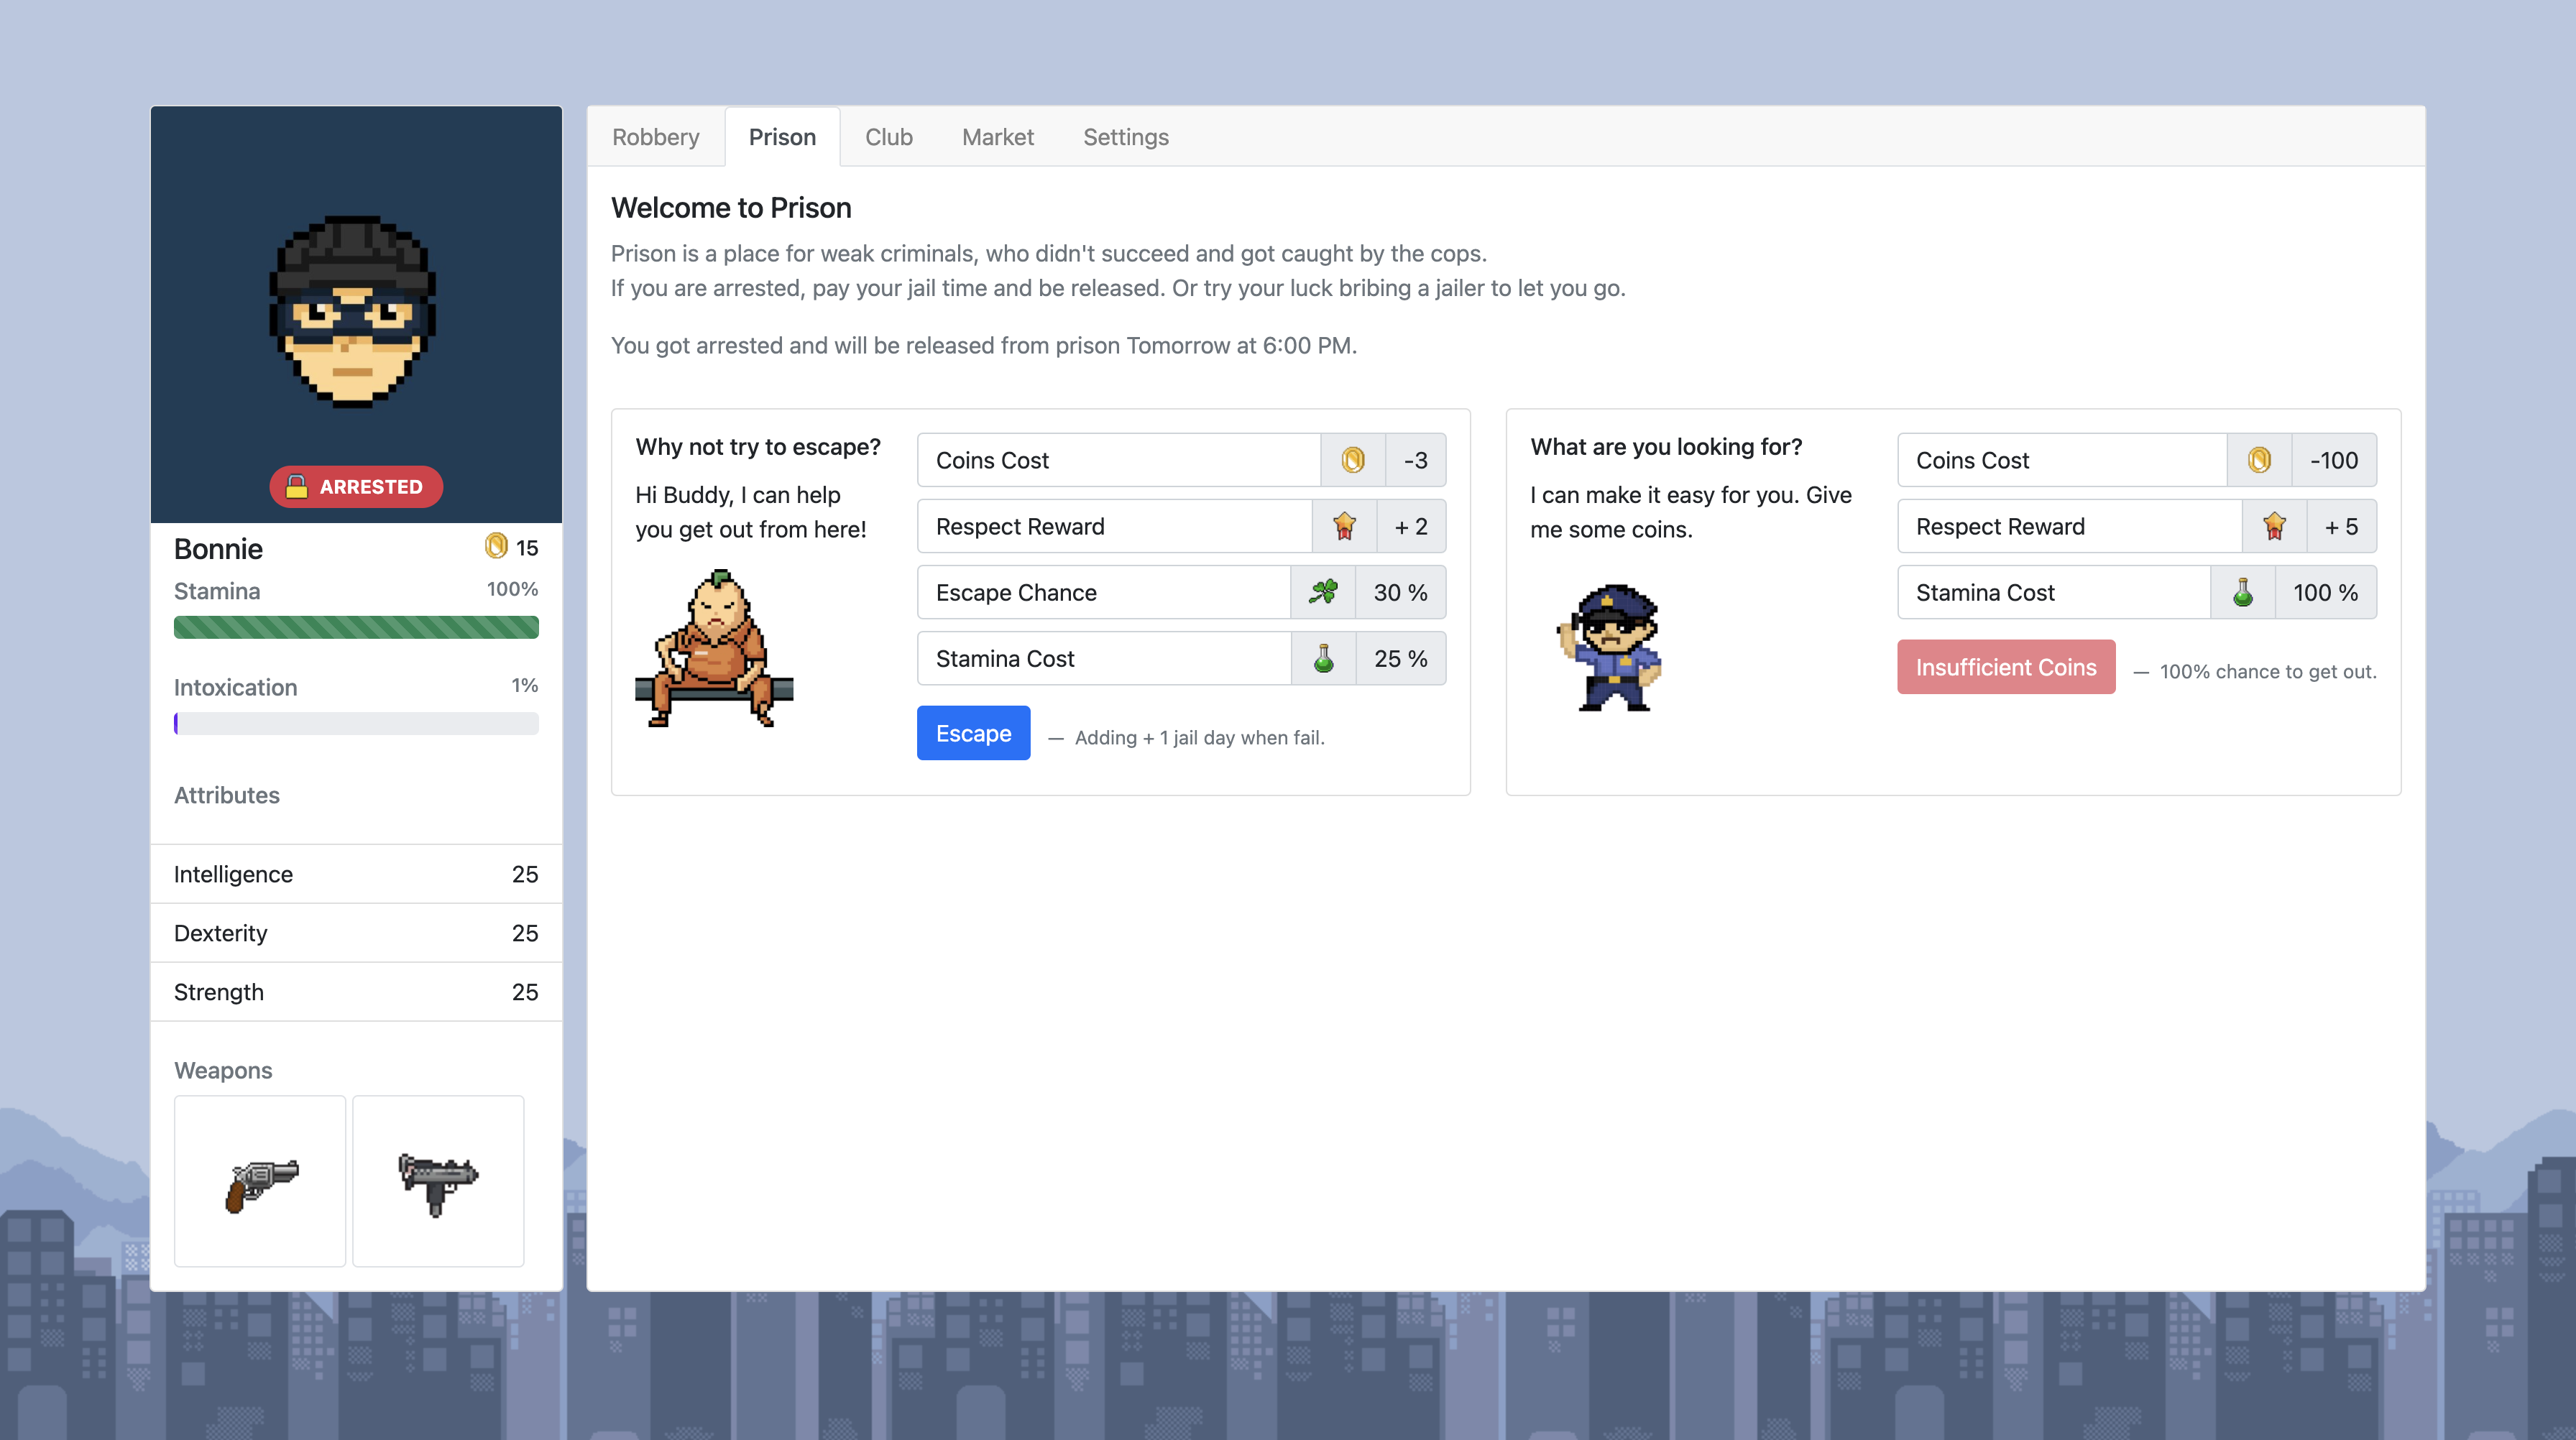 Robbery
Prison
Club
Market
Settings
ARRESTED
Bonnie
15
Stamina
100%
Intoxication
1%
Attributes
Intelligence
25
Dexterity
25
Strength
25
Weapons
Welcome to Prison
Prison is a place for weak criminals, who didn't succeed and got caught by the cops.
If you are arrested, pay your jail time and be released. Or try your luck bribing a jailer to let you go.
You got arrested and will be released from prison Tomorrow at 6:00 PM.
Why not try to escape?
Hi Buddy, I can help
you get out from here!
Coins Cost
-3
Respect Reward
+ 2
Escape Chance
30 %
Stamina Cost
25 %
Escape
— Adding + 1 jail day when fail.
What are you looking for?
I can make it easy for you. Give
me some coins.
Coins Cost
-100
Respect Reward
+ 5
Stamina Cost
100 %
Insufficient Coins
— 100% chance to get out.